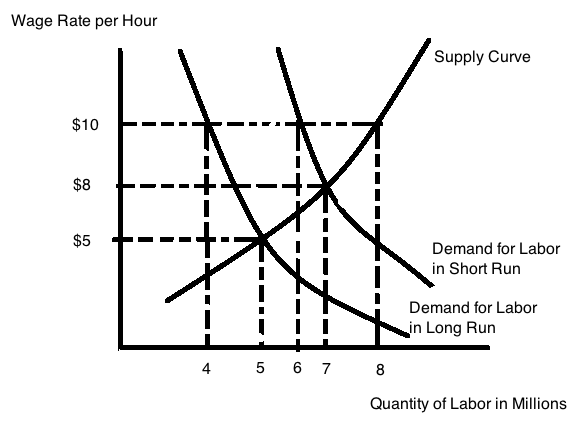 Wage Rate per Hour
Supply Curve
$10
$8
$5
Demand for Labor
in Short Run
Demand for Labor
in Long Run
4 5 6 7 8
Quantity of Labor in Millions